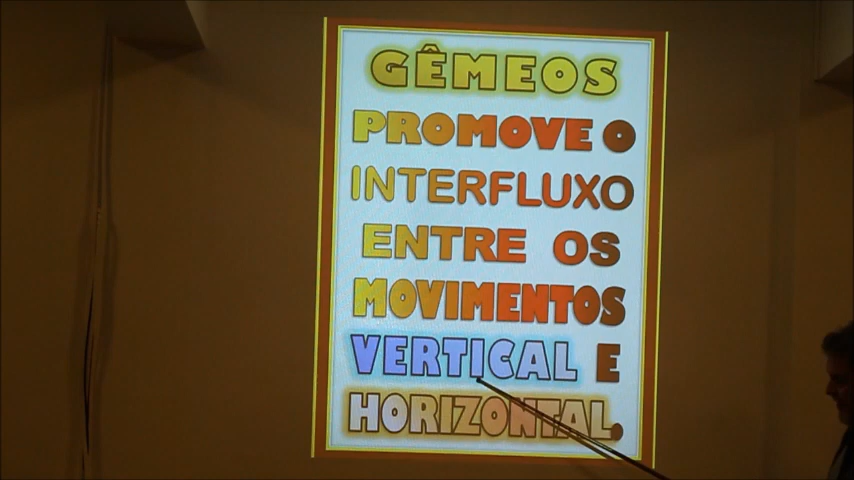 GÊMEOS
PROMOVE O
INTERFLUXO
ENTRE OS
MOVIMENTOS
VERTICAL E
HORIZONTAL.